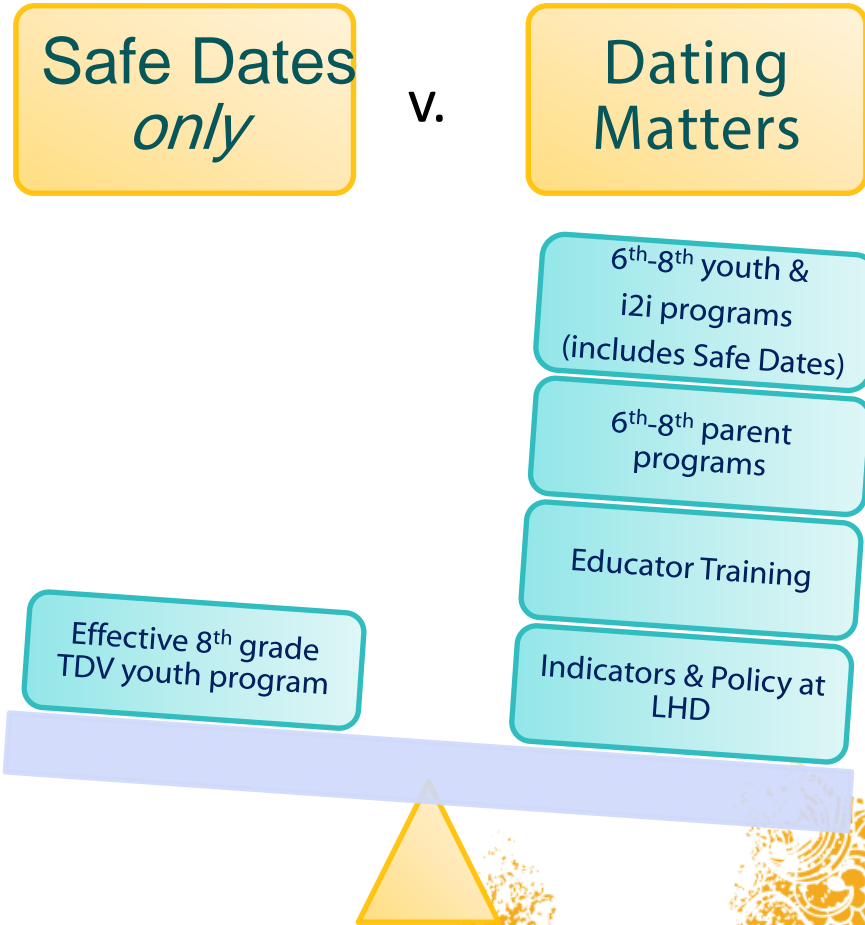 Safe Dates
only
v.
Dating
Matters
6th-8th youth &
i2i programs
(includes Safe Dates)
6th-8th parent
programs
Educator Training
Indicators & Policy at
LHD
Effective 8th grade
TDV youth program